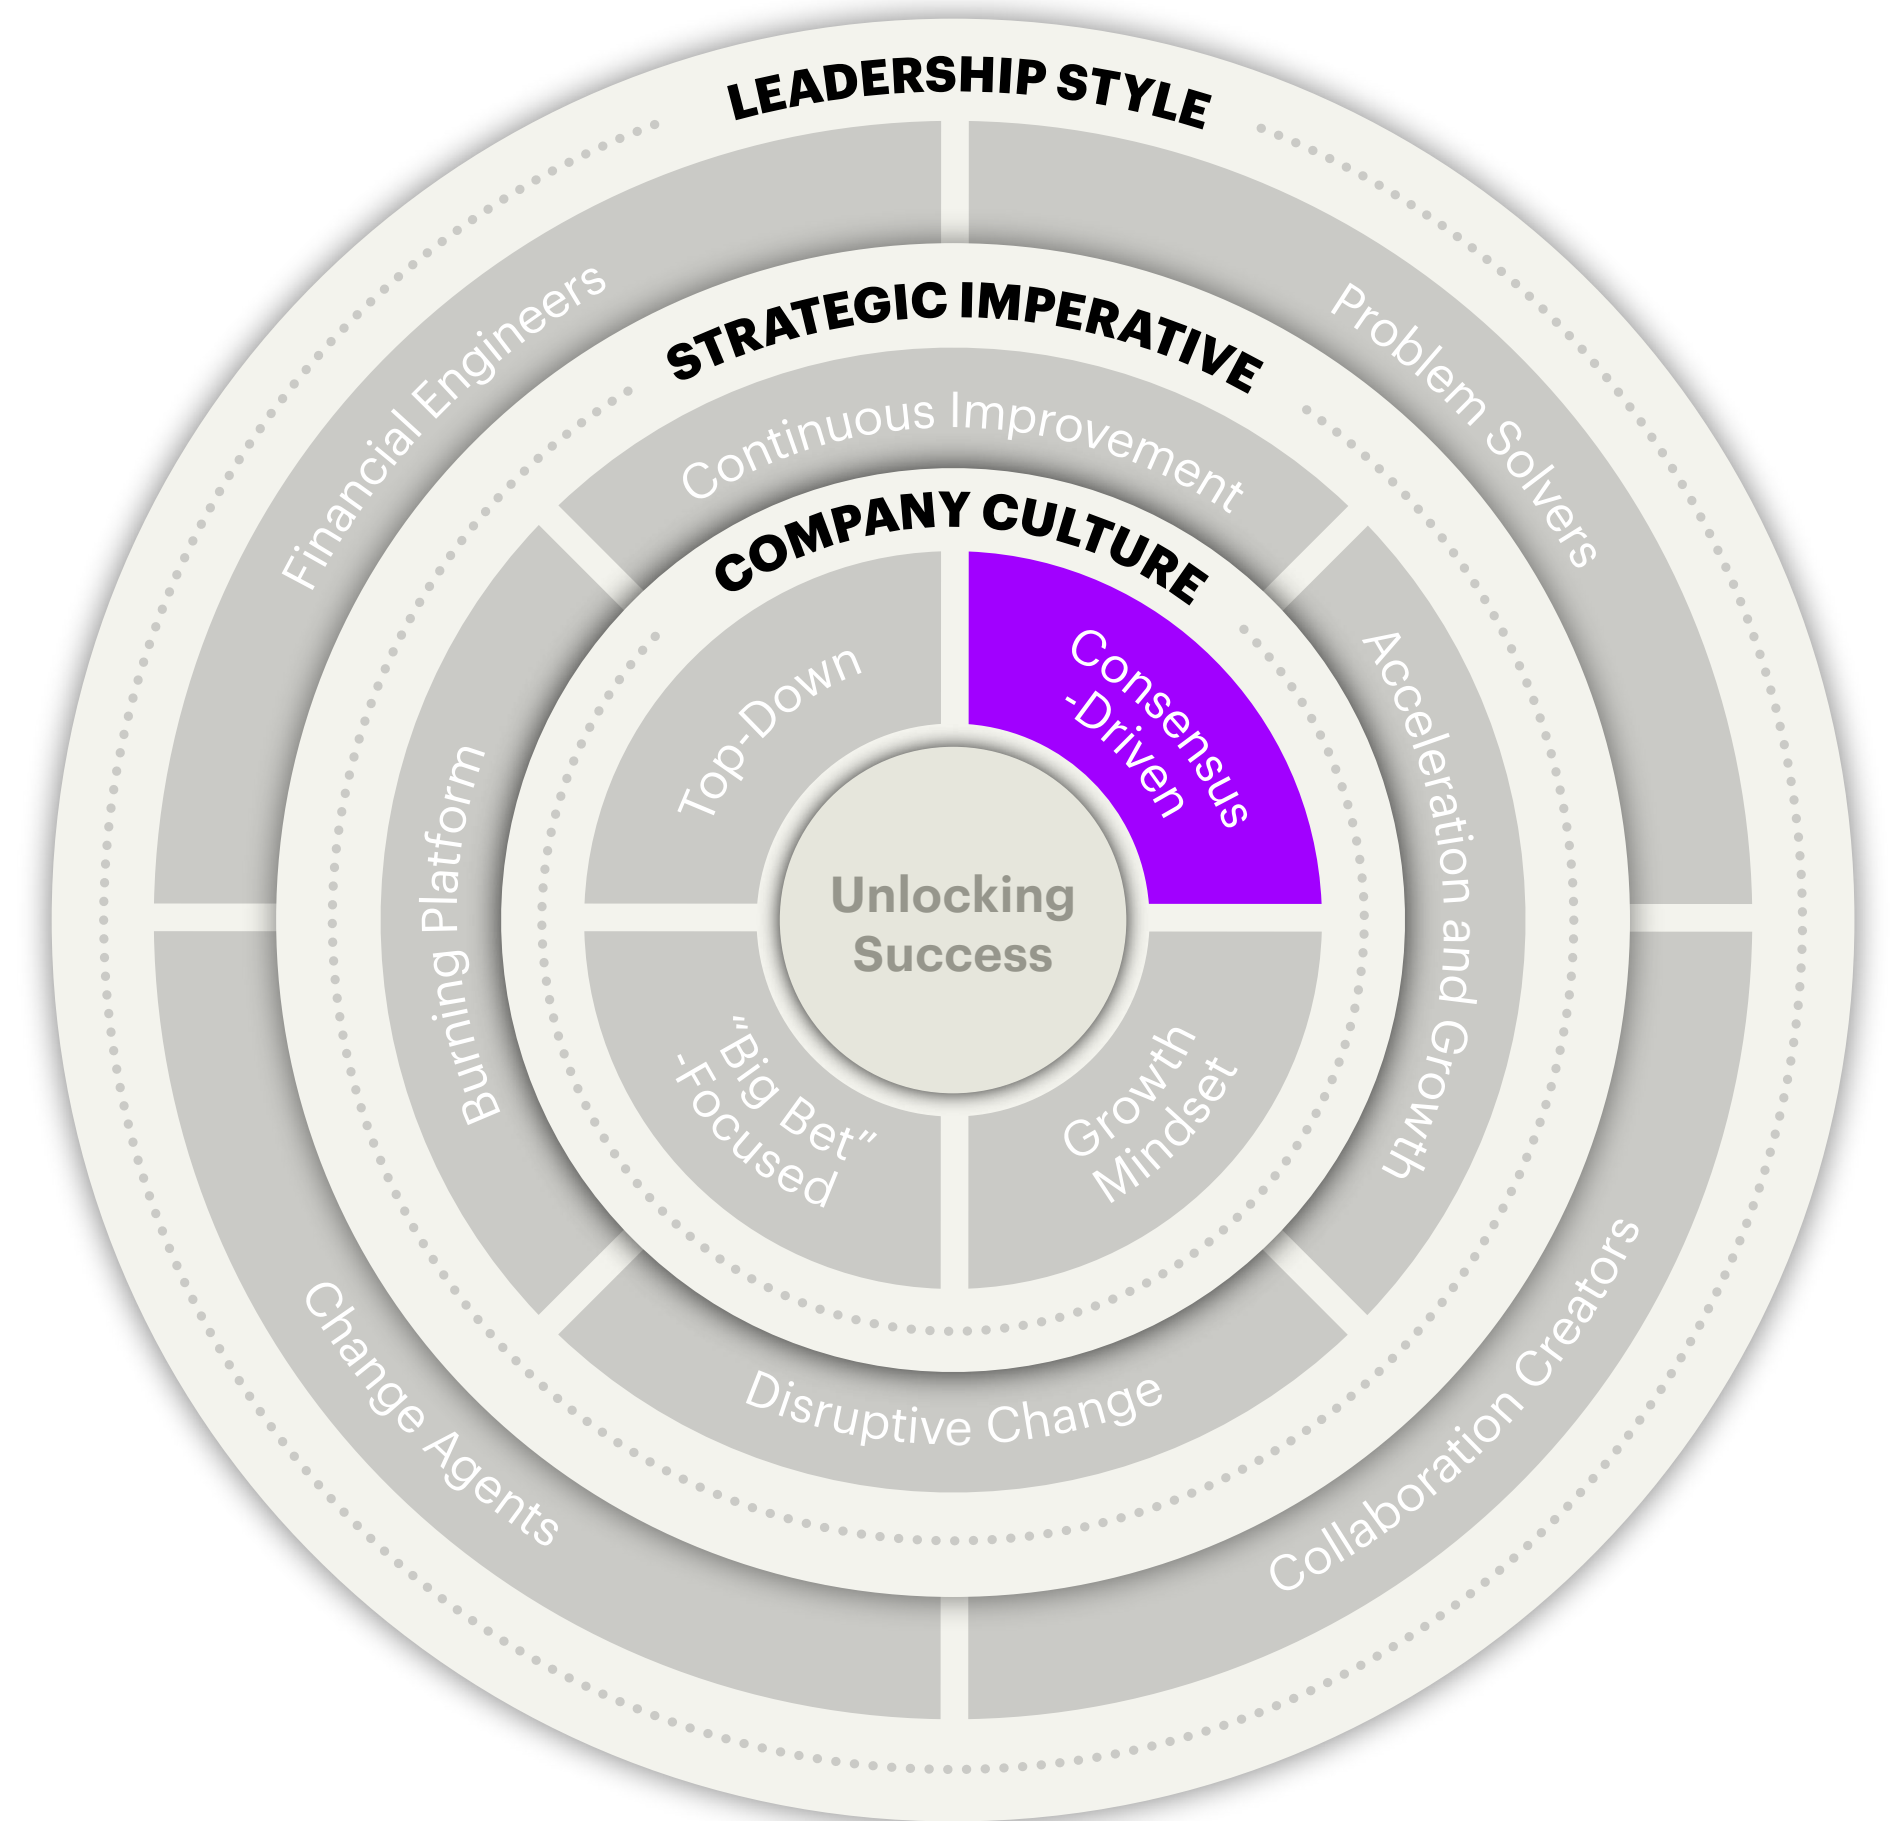 LEADERSHIP STYLE
Financial Engineers
Problem Solvers
STRATEGIC IMPERATIVE
Continuous Improvement
COMPANY CULTURE
Top-Down
Consensus
-Driven
Burning Platform
Acceleration and Growth
Unlocking
Success
“Big Bet”
-Focused
Growth
Mindset
Disruptive Change
Change Agents
Collaboration Creators